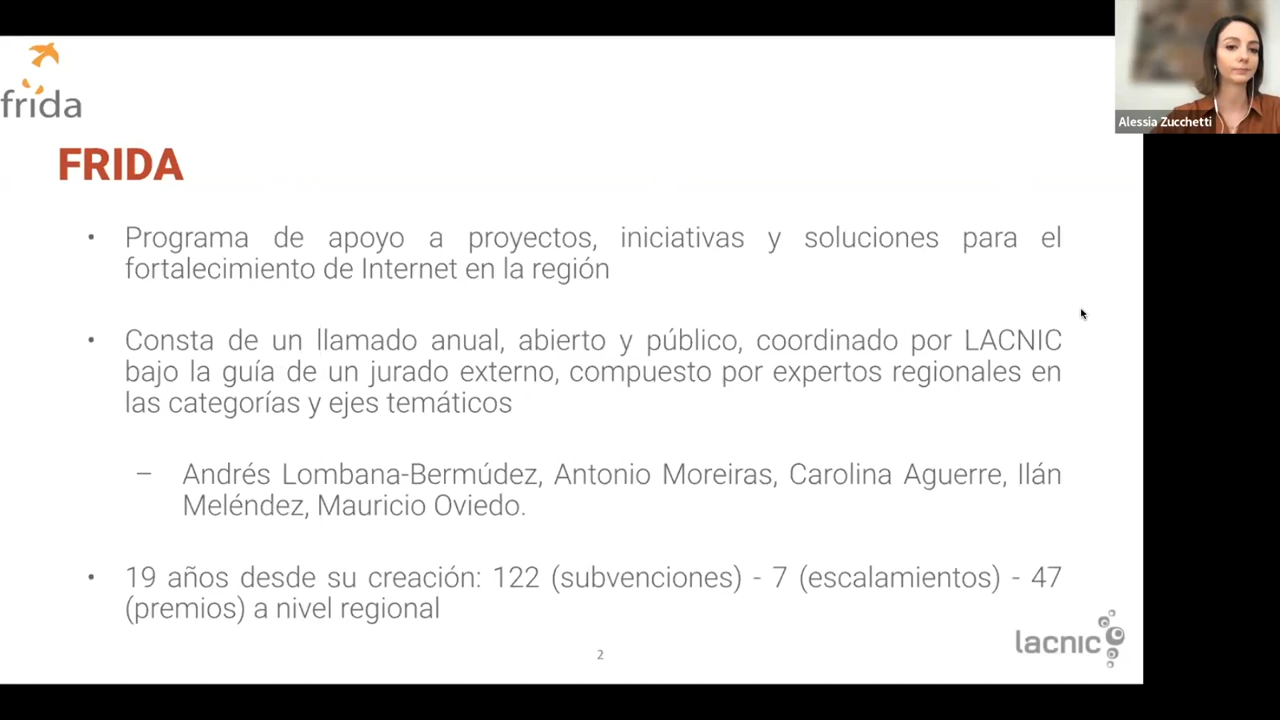 frida
Alessia Zucchetti
FRIDA
• Programa de apoyo a proyectos, iniciativas y soluciones para el
fortalecimiento de Internet en la región
• Consta de un llamado anual, abierto y público, coordinado por LACNIC
bajo la guía de un jurado externo, compuesto por expertos regionales en
las categorías y ejes temáticos
– Andrés Lombana-Bermúdez, Antonio Moreiras, Carolina Aguerre, Ilán
Meléndez, Mauricio Oviedo.
• 19 años desde su creación: 122 (subvenciones) - 7 (escalamientos) - 47
(premios) a nivel regional
lacnic
2